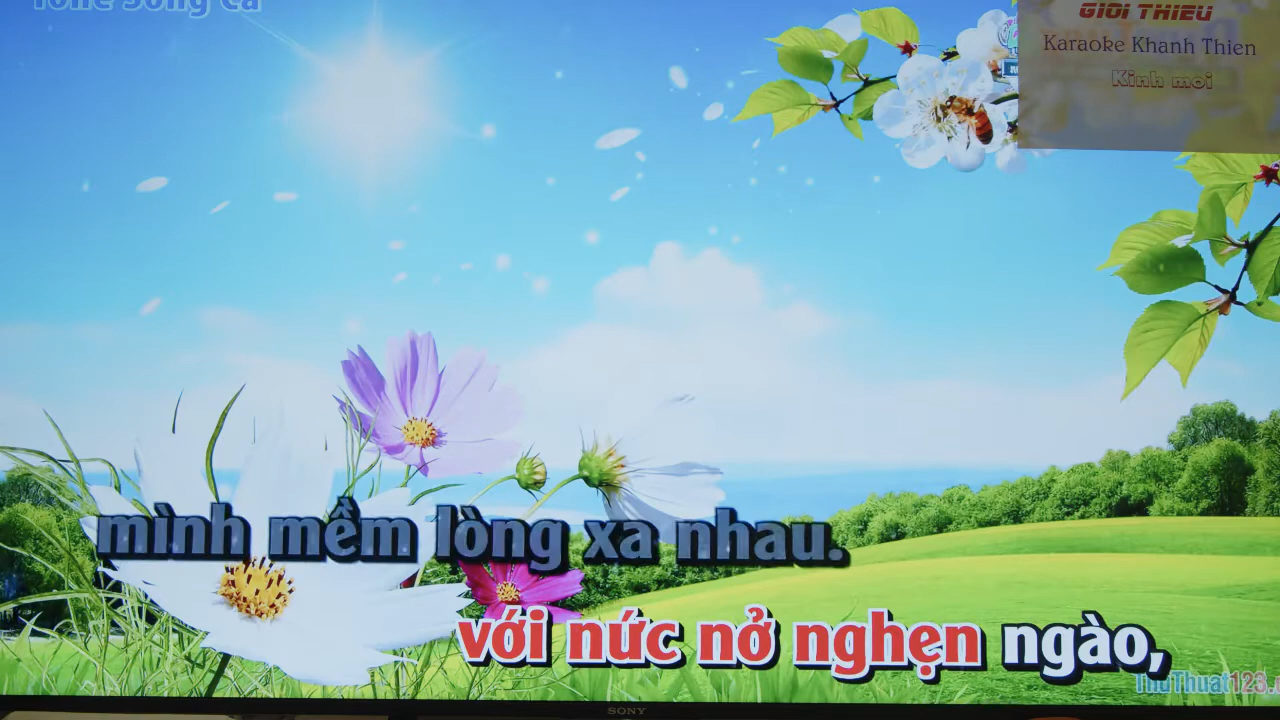 Tone Song Ca
GIOI THIEU
Karaoke Khanh Thien
Kinh moi
mình mềm lòng xa nhau.
với nức nở nghẹn ngào,
ThuThuat123.
SONY